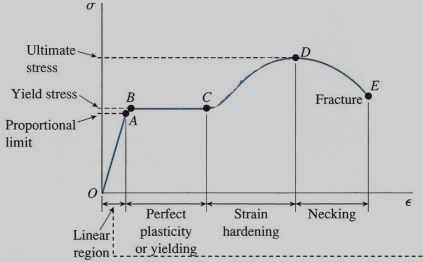 σ
Ultimate
stress
D
Yield stress
B
C
E
Fracture
A
Proportional
limit
O
ϵ
Linear
region
Perfect
plasticity
or yielding
Strain
hardening
Necking